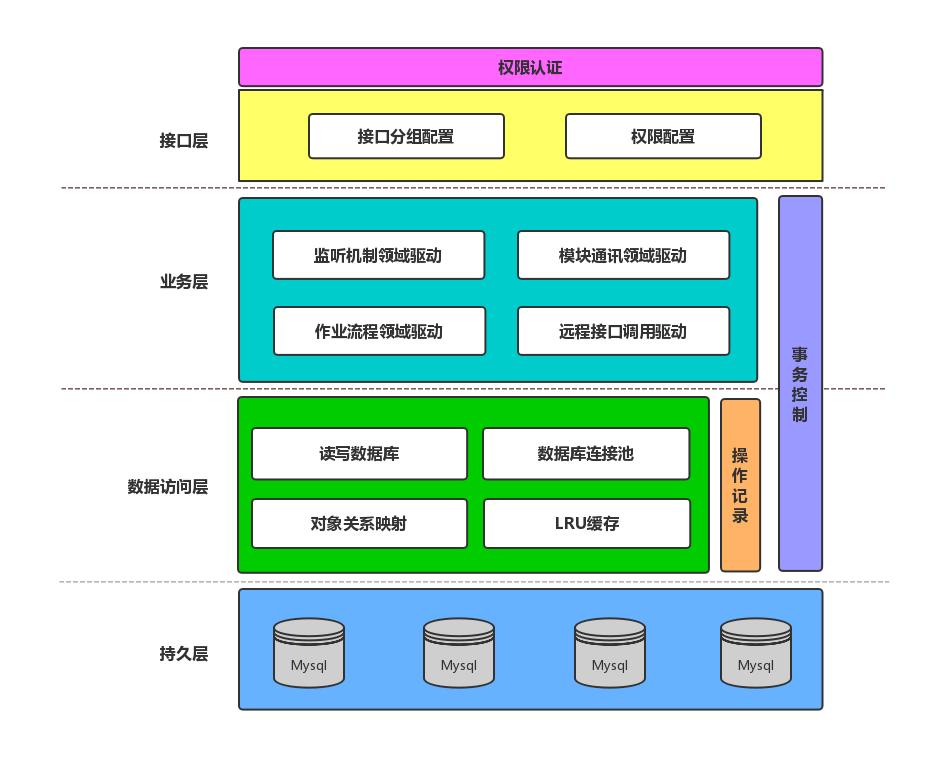 权限认证
接口层
接口分组配置
权限配置
业务层
监听机制领域驱动
模块通讯领域驱动
作业流程领域驱动
远程接口调用驱动
事务控制
数据访问层
读写数据库
数据库连接池
对象关系映射
LRU缓存
操作记录
持久层
Mysql
Mysql
Mysql
Mysql